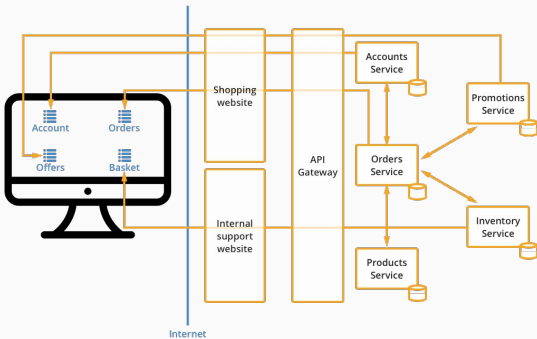 Account
Orders
Offers
Basket
Internet
Shopping
website
Internal
support
website
API
Gateway
Accounts
Service
Orders
Service
Products
Service
Promotions
Service
Inventory
Service